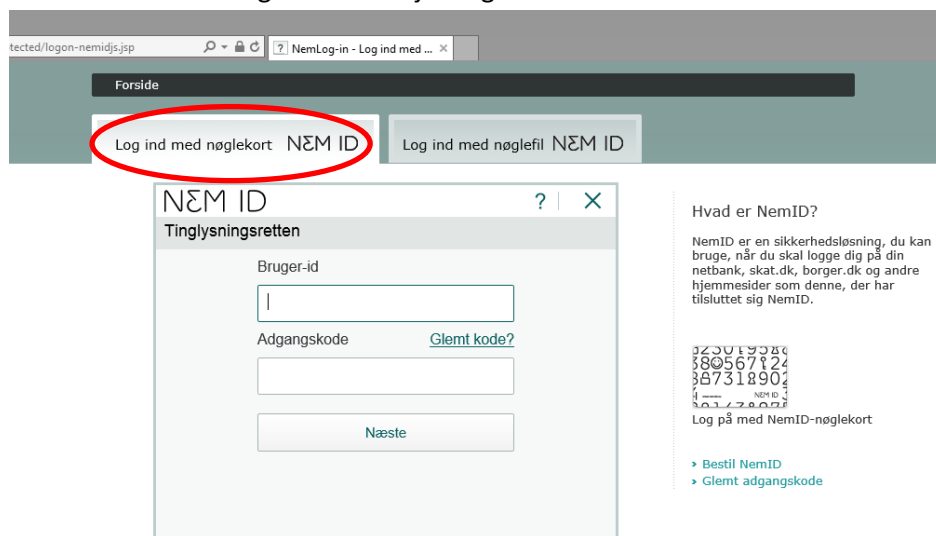 tected/logon-nemidjs.jsp
? NemLog-in - Log ind med ... ×
Forside
Log ind med nøglekort NEM ID
Log ind med nøglefil NEM ID
NEM ID ? ×
Tinglysningsretten
Bruger-id
Adgangskode Glemt kode?
Næste
Hvad er NemID?
NemID er en sikkerhedsløsning, du kan
bruge, når du skal logge dig på din
netbank, skat.dk, borger.dk og andre
hjemmesider som denne, der har
tilsluttet sig NemID.
NEM ID
Log på med NemID-nøglekort
Bestil NemID
Glemt adgangskode